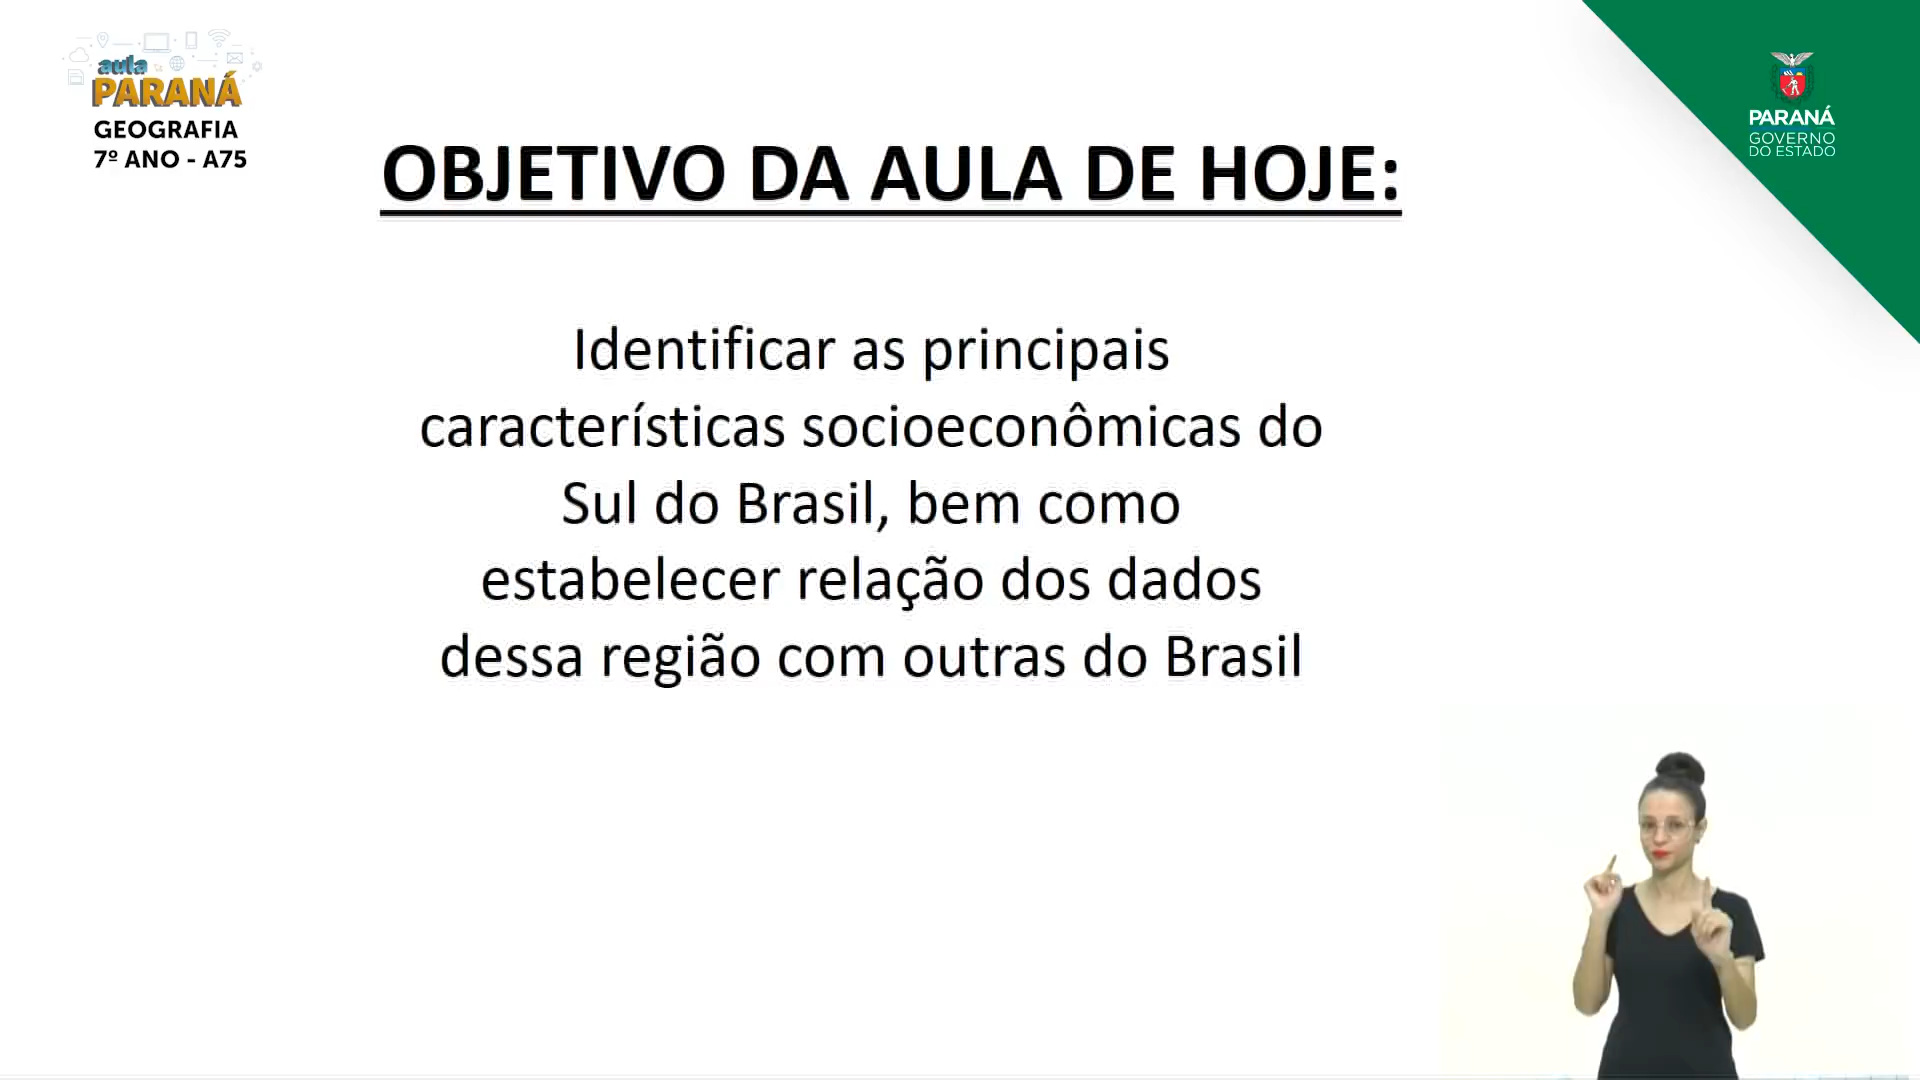 aula
PARANÁ
GEOGRAFIA
7º ANO - A75
PARANÁ
GOVERNO
DO ESTADO
OBJETIVO DA AULA DE HOJE:
Identificar as principais
características socioeconômicas do
Sul do Brasil, bem como
estabelecer relação dos dados
dessa região com outras do Brasil